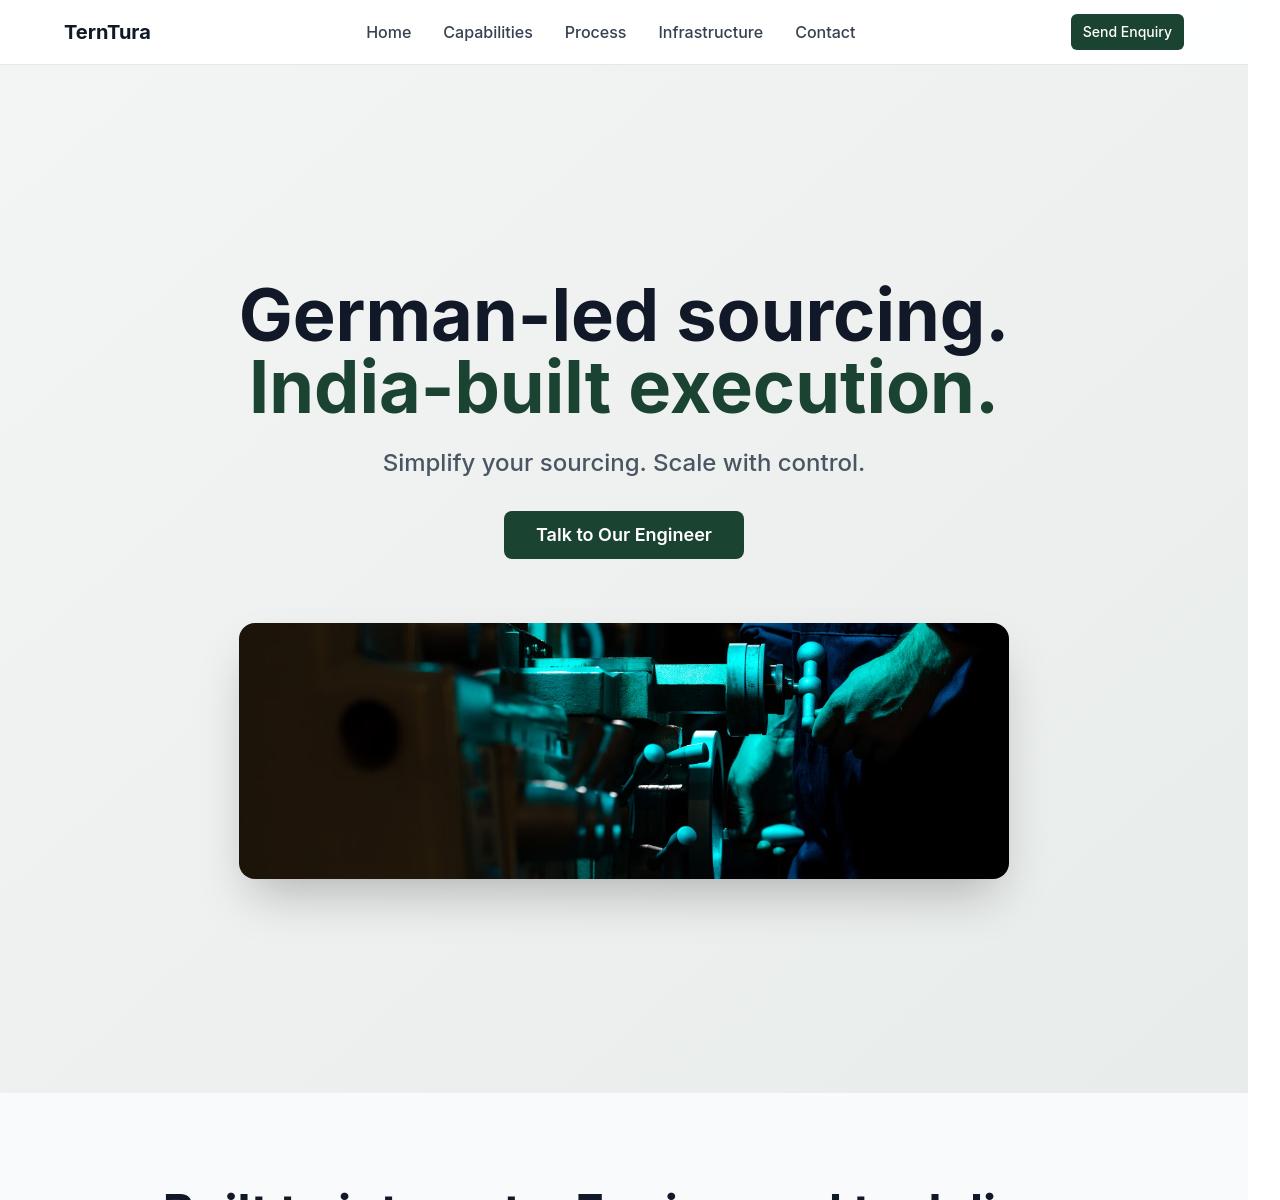 TernTura
Home
Capabilities
Process
Infrastructure
Contact
Send Enquiry
German-led sourcing.
India-built execution.
Simplify your sourcing. Scale with control.
Talk to Our Engineer